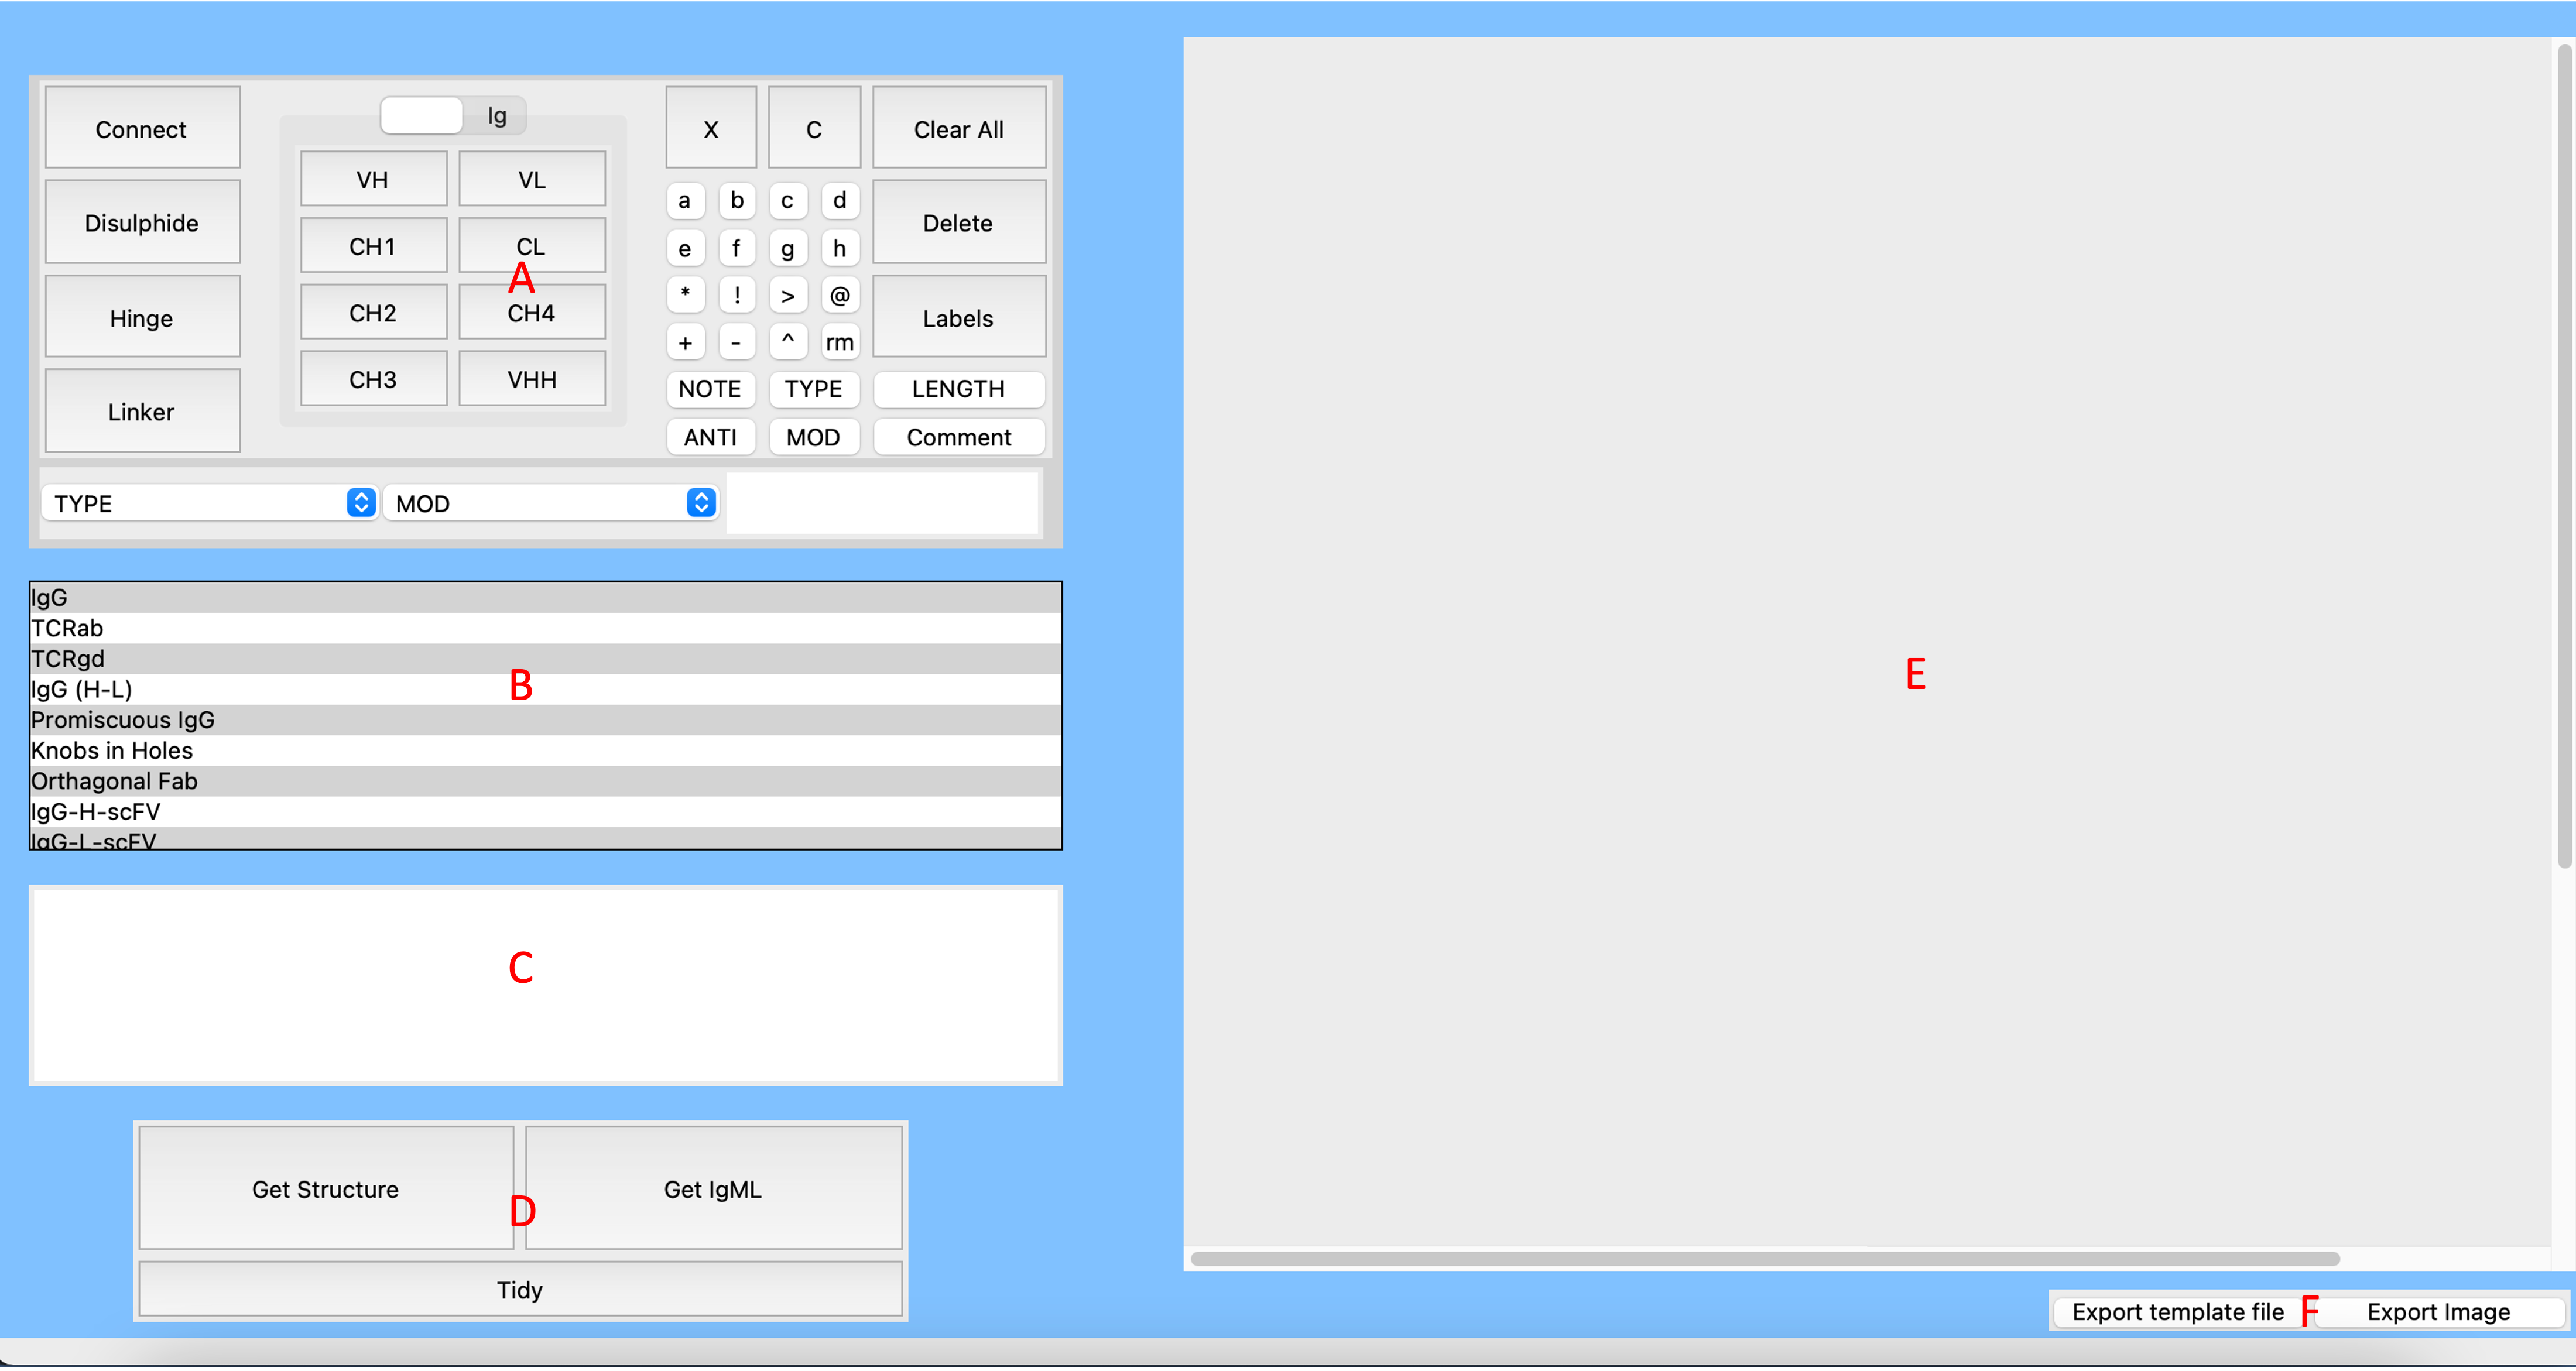 Connect
Disulphide
Hinge
Linker
Ig
VH VL
CH1 CL
A
CH2 CH4
CH3 VHH
X C Clear All
a b c d
e f g h
* ! > @
+ - ^ rm
Delete
Labels
NOTE TYPE LENGTH
ANTI MOD Comment
TYPE MOD
IgG
TCRab
TCRgd
IgG (H-L)
B
Promiscuous IgG
Knobs in Holes
Orthagonal Fab
IgG-H-scFV
IgG-L-scFV
C
Get Structure D Get IgML
Tidy
E
Export template file F Export Image